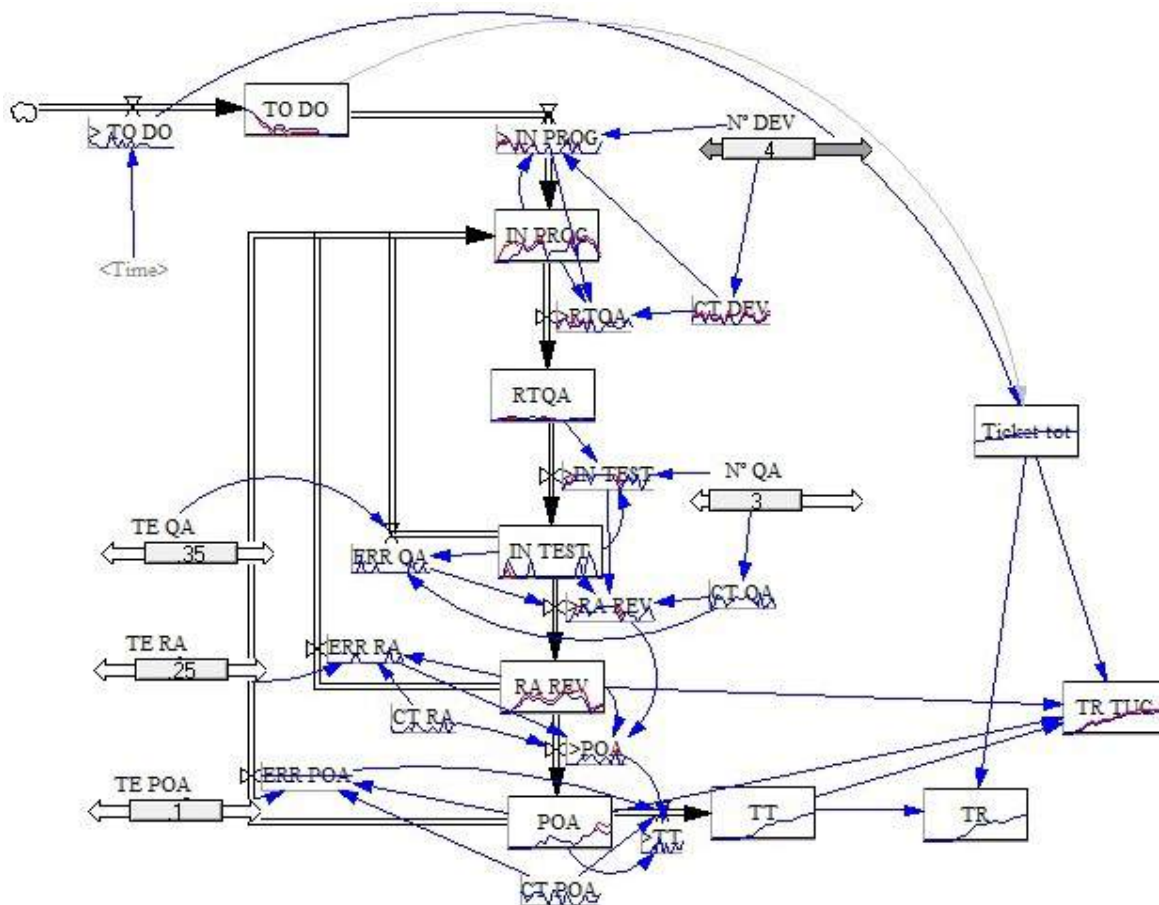 TO DO
> TO DO
Nº DEV
> IN PROG
4
IN PROG
<Time>
CT DEV
>RTQA
RTQA
Ticket tot
>IN TEST
Nº QA
3
TE QA
.35
IN TEST
ERR QA
CT QA
>RA REV
TE RA
.25
ERR RA
RA REV
CT RA
TR TUC
>POA
ERR POA
TE POA
.1
POA
TT
TR
>TT
CT POA